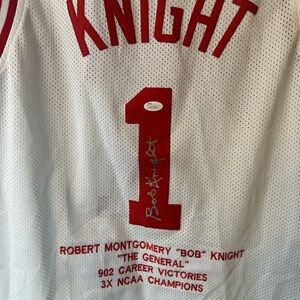 KNIGHT
1
Bob Knight
ROBERT MONTGOMERY "BOB" KNIGHT
"THE GENERAL"
902 CAREER VICTORIES
3X NCAA CHAMPIONS